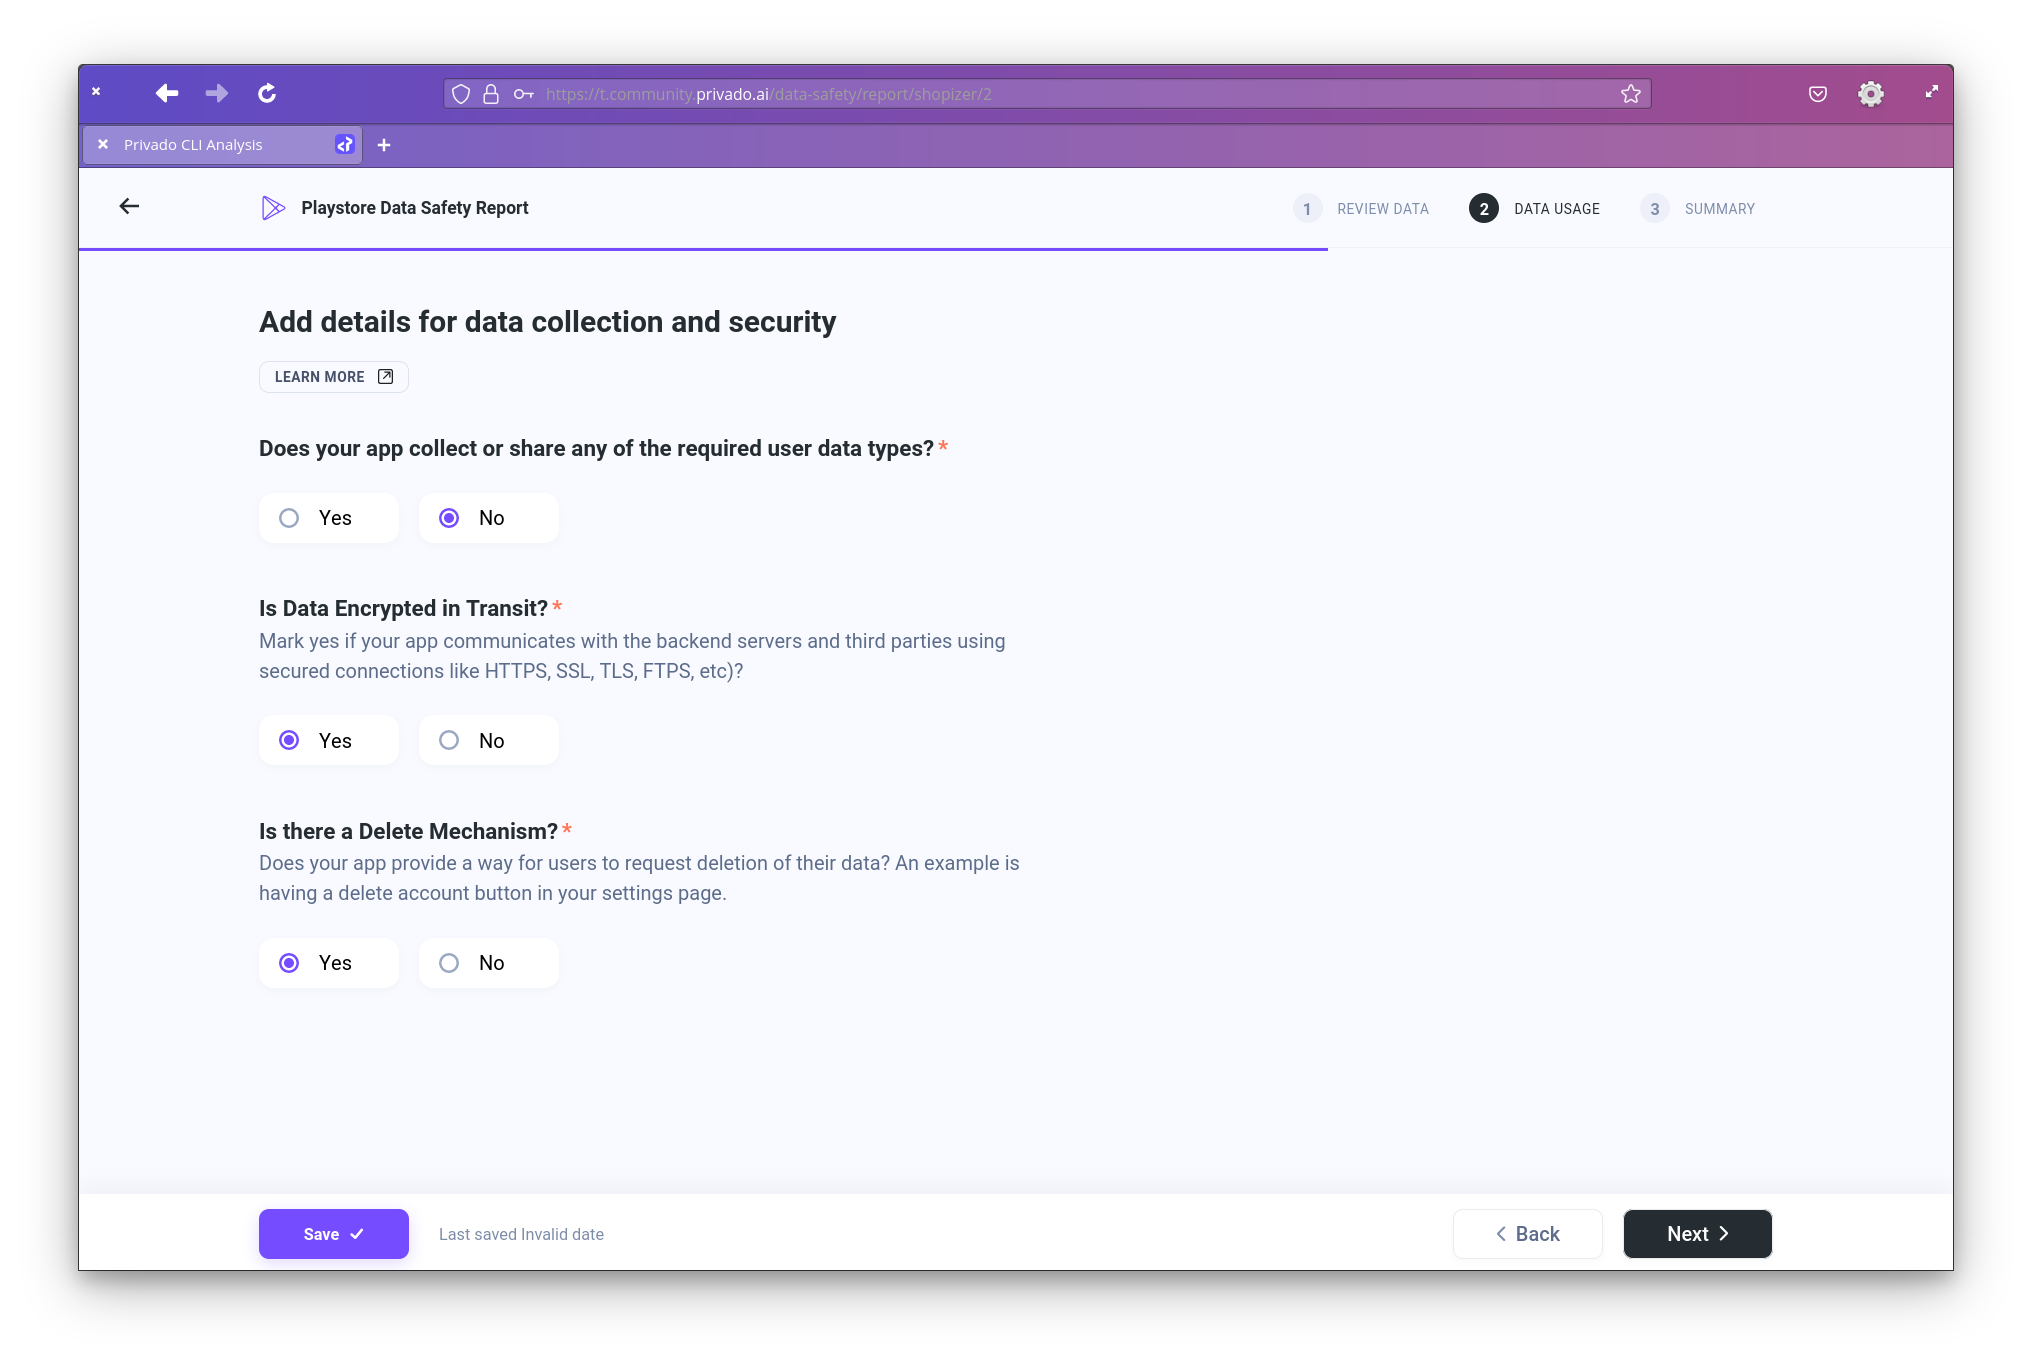 https://t.community.privado.ai/data-safety/report/shopizer/2
Privado CLI Analysis
Playstore Data Safety Report
1 REVIEW DATA 2 DATA USAGE 3 SUMMARY
Add details for data collection and security
LEARN MORE
Does your app collect or share any of the required user data types? *
Yes No
Is Data Encrypted in Transit? *
Mark yes if your app communicates with the backend servers and third parties using
secured connections like HTTPS, SSL, TLS, FTPS, etc)?
Yes No
Is there a Delete Mechanism? *
Does your app provide a way for users to request deletion of their data? An example is
having a delete account button in your settings page.
Yes No
Save Last saved Invalid date Back Next